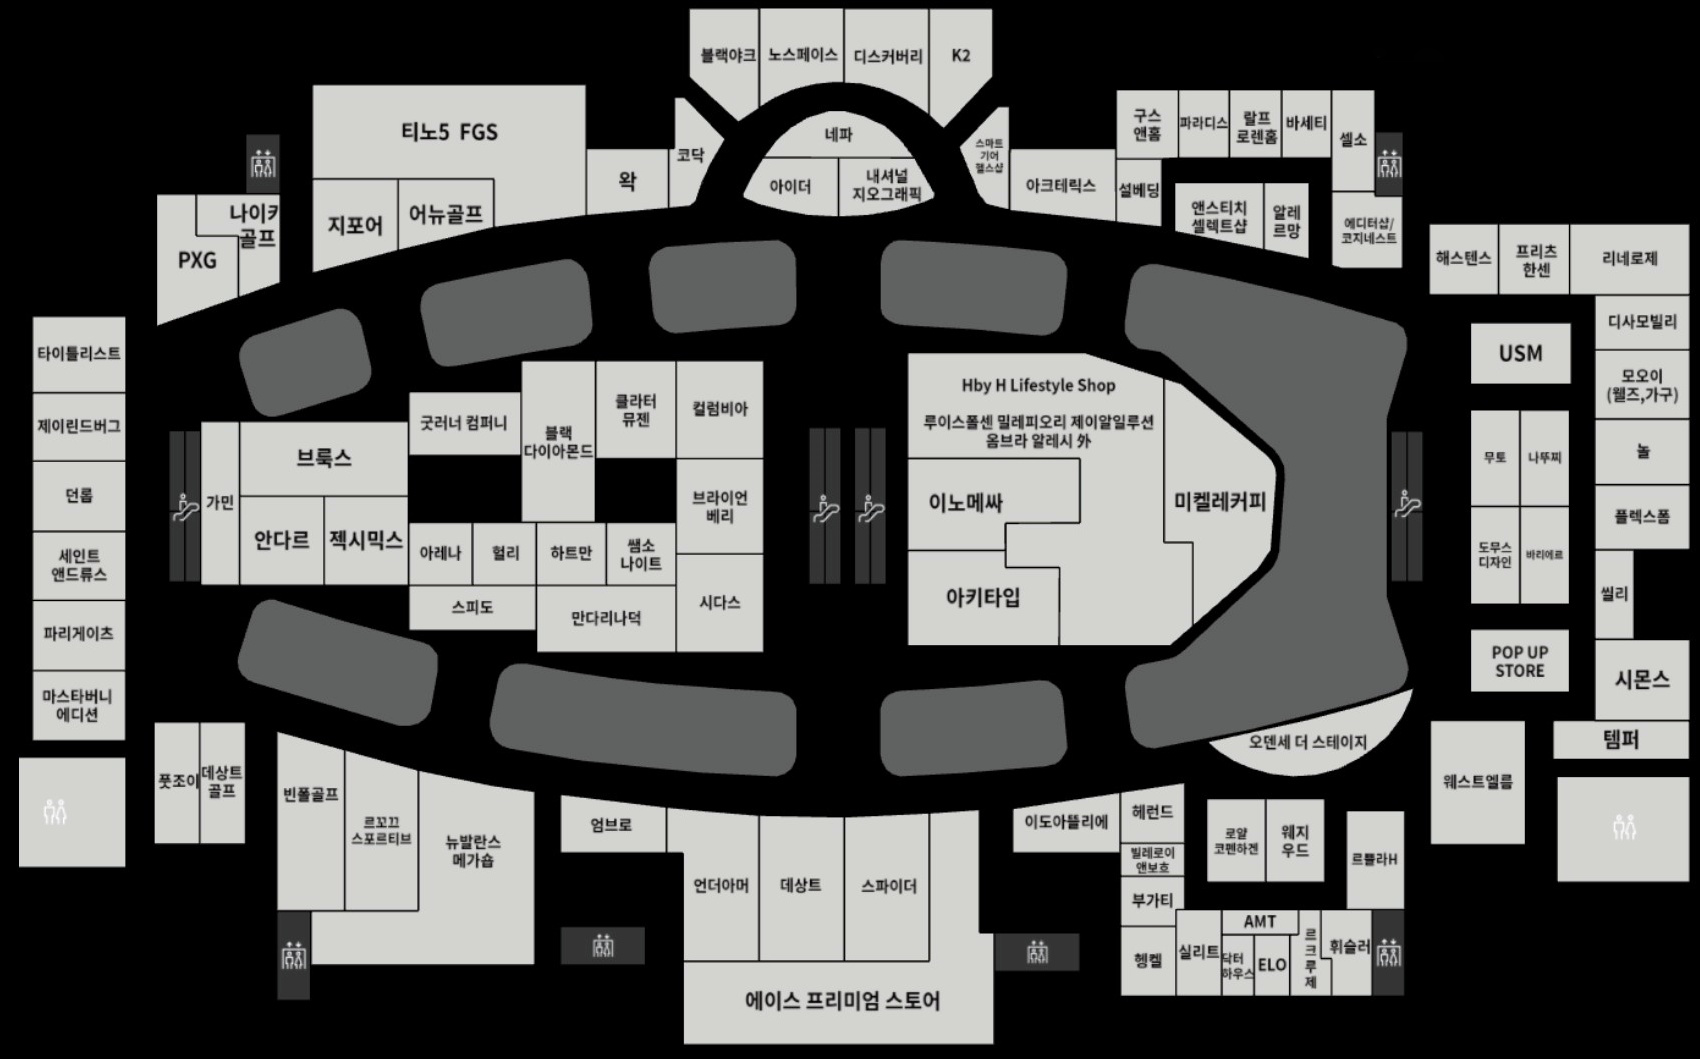 블랙야크
노스페이스
디스커버리
K2
티노5 FGS
왁
코닥
네파
아이더
내셔널
지오그래픽
스마트
기어
헬스샵
아크테릭스
구스
앤홈
파라디스
랄프
로렌홈
바세티
셀소
설베딩
앤스티치
셀렉트샵
알레
르망
에디터샵/
코지네스트
지포어
어뉴골프
나이키
골프
PXG
해스텐스
프리츠
한센
리네로제
디사모빌리
USM
모오이
(웰즈,가구)
놀
무토
나뚜찌
플렉스폼
도무스
디자인
바리에르
씰리
POP UP
STORE
시몬스
템퍼
웨스트엘름
타이틀리스트
제이린드버그
던롭
세인트
앤드류스
파리게이츠
마스타버니
에디션
가민
브룩스
안다르
젝시믹스
굿러너 컴퍼니
블랙
다이아몬드
클라터
뮤젠
컬럼비아
브라이언
베리
아레나
헐리
하트만
쌤소
나이트
스피도
만다리나덕
시다스
Hby H Lifestyle Shop
루이스폴센 밀레피오리 제이알일루션
옴브라 알레시 外
이노메싸
미켈레커피
아키타입
오덴세 더 스테이지
풋조이
데상트
골프
빈폴골프
르꼬끄
스포르티브
뉴발란스
메가숍
엄브로
언더아머
데상트
스파이더
에이스 프리미엄 스토어
이도아뜰리에
헤런드
빌레로이
앤보흐
부가티
헹켈
실리트
로얄
코펜하겐
웨지
우드
르쁠라H
AMT
닥터
하우스
ELO
르
크
루
제
휘슬러